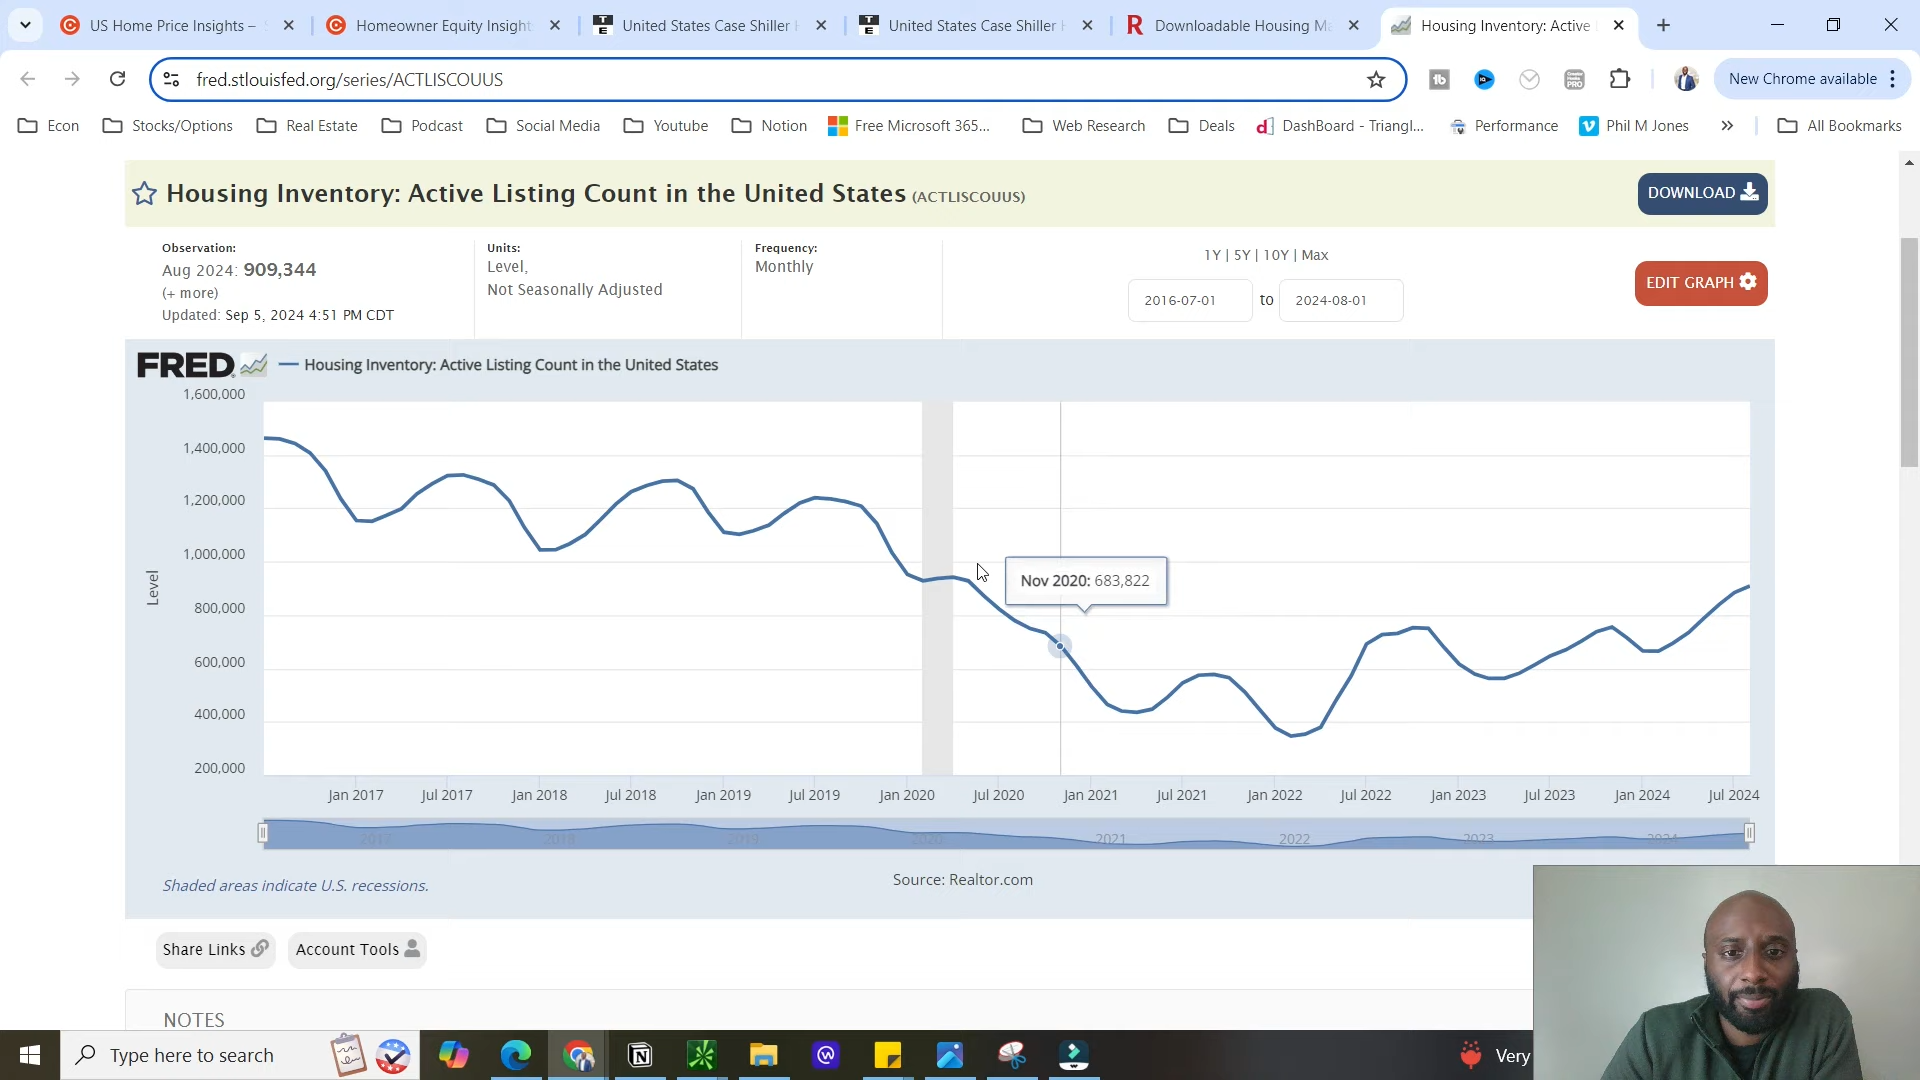 US Home Price Insights –
Homeowner Equity Insight
United States Case Shiller
United States Case Shiller
Downloadable Housing Ma
Housing Inventory: Active
fred.stlouisfed.org/series/ACTLISCOUUS
New Chrome available
Econ
Stocks/Options
Real Estate
Podcast
Social Media
Youtube
Notion
Free Microsoft 365...
Web Research
Deals
DashBoard - Triangl...
Performance
Phil M Jones
All Bookmarks
Housing Inventory: Active Listing Count in the United States (ACTLISCOUUS)
DOWNLOAD
Observation:
Aug 2024: 909,344
(+ more)
Updated: Sep 5, 2024 4:51 PM CDT
Units:
Level,
Not Seasonally Adjusted
Frequency:
Monthly
1Y | 5Y | 10Y | Max
2016-07-01 to 2024-08-01
EDIT GRAPH
FRED
Housing Inventory: Active Listing Count in the United States
1,600,000
1,400,000
1,200,000
1,000,000
800,000
600,000
400,000
200,000
Level
Nov 2020: 683,822
Jan 2017
Jul 2017
Jan 2018
Jul 2018
Jan 2019
Jul 2019
Jan 2020
Jul 2020
Jan 2021
Jul 2021
Jan 2022
Jul 2022
Jan 2023
Jul 2023
Jan 2024
Jul 2024
2017
2018
2019
2020
2021
2022
2023
2024
Shaded areas indicate U.S. recessions.
Source: Realtor.com
Share Links
Account Tools
NOTES
Type here to search
Very